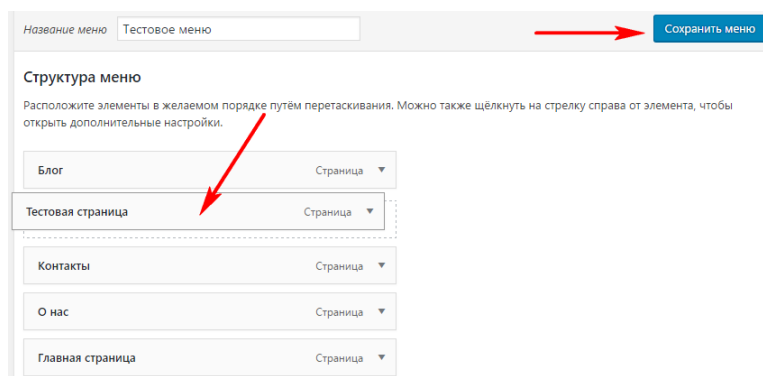 Название меню Тестовое меню Сохранить меню
Структура меню
Расположите элементы в желаемом порядке путём перетаскивания. Можно также щёлкнуть на стрелку справа от элемента, чтобы
открыть дополнительные настройки.
Блог Страница
Тестовая страница Страница
Контакты Страница
О нас Страница
Главная страница Страница